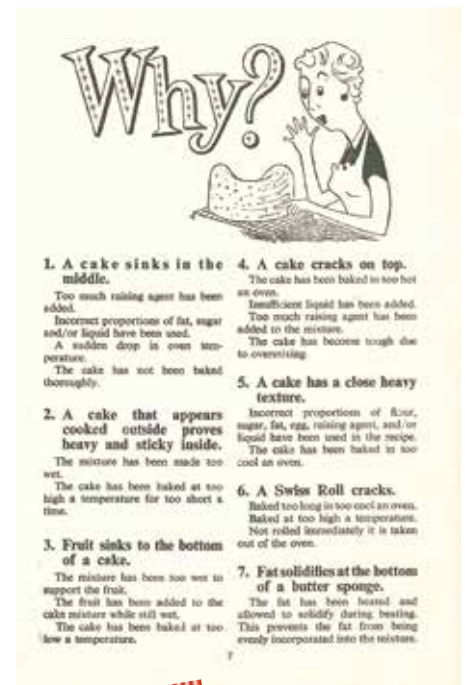 Why?
1. A cake sinks in the
middle.
Too much raising agent has been
added.
Incorrect proportions of fat, sugar
and/or liquid have been used.
A sudden drop in oven tem-
perature.
The cake has not been baked
thoroughly.
2. A cake that appears
cooked outside proves
heavy and sticky inside.
The mixture has been made too
wet.
The cake has been baked at too
high a temperature for too short a
time.
3. Fruit sinks to the bottom
of a cake.
The mixture has been too wet to
support the fruit.
The fruit has been added to the
cake mixture while still wet.
The cake has been baked at too
low a temperature.
4. A cake cracks on top.
The cake has been baked in too hot
an oven.
Insufficient liquid has been added.
Too much raising agent has been
added to the mixture.
The cake has become tough due
to overmixing.
5. A cake has a close heavy
texture.
Incorrect proportions of flour,
sugar, fat, egg, raising agent, and/or
liquid have been used in the recipe.
The cake has been baked in too
cool an oven.
6. A Swiss Roll cracks.
Baked too long in too cool an oven.
Baked at too high a temperature.
Not rolled immediately it is taken
out of the oven.
7. Fat solidifies at the bottom
of a butter sponge.
The fat has been heated and
allowed to solidify during beating.
This prevents the fat from being
evenly incorporated into the mixture.
7